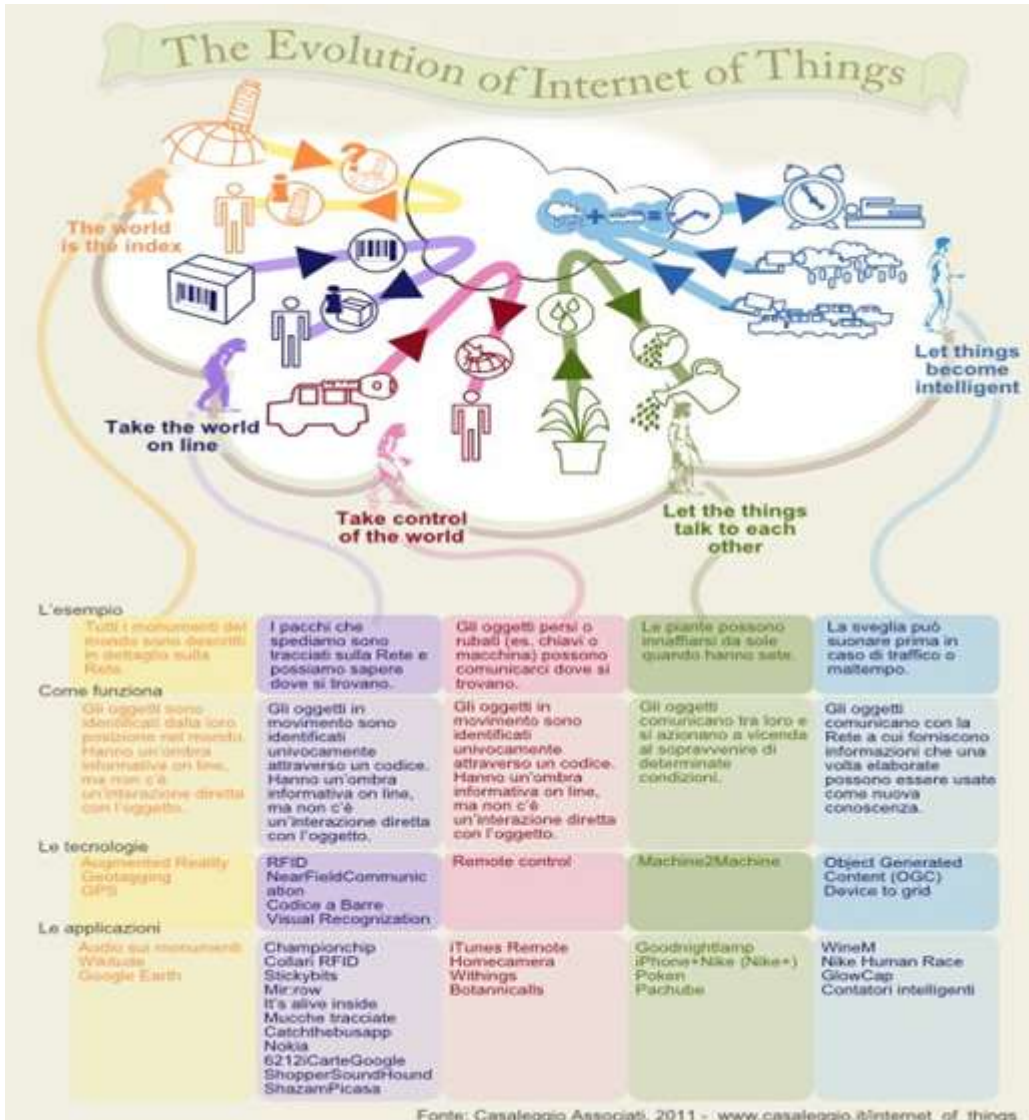 The Evolution of Internet of Things
The world
is the index
Take the world
on line
Take control
of the world
Let the things
talk to each
other
Let things
become
intelligent
L'esempio
Tutti i monumenti del
mondo sono descritti
in dettaglio sulla
Rete.
I pacchi che
spediamo sono
tracciati sulla Rete e
possiamo sapere
dove si trovano.
Gli oggetti persi o
rubati (es. chiavi o
macchina) possono
comunicarci dove si
trovano.
Le piante possono
innaffiarsi da sole
quando hanno sete.
La sveglia può
suonare prima in
caso di traffico o
maltempo.
Come funziona
Gli oggetti sono
identificati dalla loro
posizione nel mondo.
Hanno un'ombra
informativa on line,
ma non c'è
un'interazione diretta
con l'oggetto.
Gli oggetti in
movimento sono
identificati
univocamente
attraverso un codice.
Hanno un'ombra
informativa on line,
ma non c'è
un'interazione diretta
con l'oggetto.
Gli oggetti in
movimento sono
identificati
univocamente
attraverso un codice.
Hanno un'ombra
informativa on line,
ma non c'è
un'interazione diretta
con l'oggetto.
Gli oggetti
comunicano tra loro e
si azionano a vicenda
al sopravvenire di
determinate
condizioni.
Gli oggetti
comunicano con la
Rete a cui forniscono
informazioni che una
volta elaborate
possono essere usate
come nuova
conoscenza.
Le tecnologie
Augmented Reality
Geotagging
GPS
RFID
NearFieldCommunic
ation
Codice a Barre
Visual Recognization
Remote control
Machine2Machine
Object Generated
Content (OGC)
Device to grid
Le applicazioni
Audio sui monumenti
Wikitude
Google Earth
Championchip
Collari RFID
Stickybits
Mir:row
It's alive inside
Mucche tracciate
Catchthebusapp
Nokia
6212iCarteGoogle
ShopperSoundHound
ShazamPicasa
iTunes Remote
Homecamera
Withings
Botannicalls
Goodnightlamp
iPhone+Nike (Nike+)
Poken
Pachube
WineM
Nike Human Race
GlowCap
Contatori intelligenti
Fonte: Casaleggio Associati, 2011 - www.casaleggio.it/internet_of_things